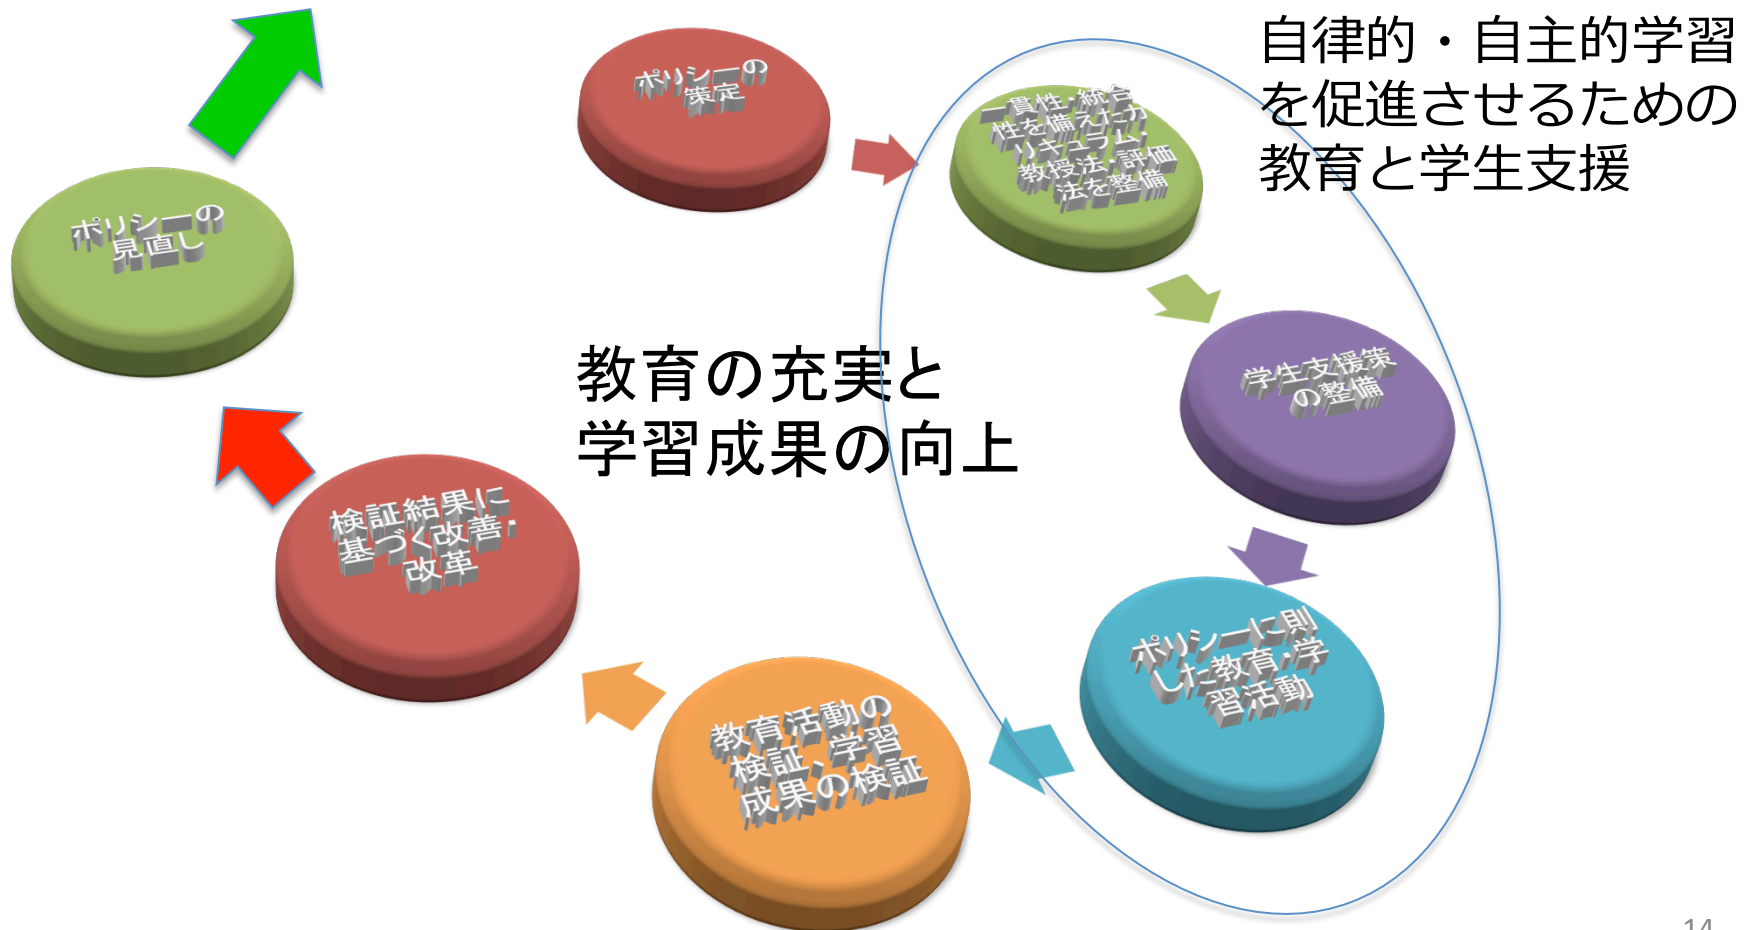 自律的・自主的学習
を促進させるための
教育と学生支援
ポリシーの
策定
一貫性・統合
性を備えたカ
リキュラム・
教授法・評価
法を整備
学生支援策
の整備
ポリシーに則
した教育・学
習活動
教育活動の
検証、学習
成果の検証
検証結果に
基づく改善・
改革
ポリシーの
見直し
教育の充実と
学習成果の向上
14